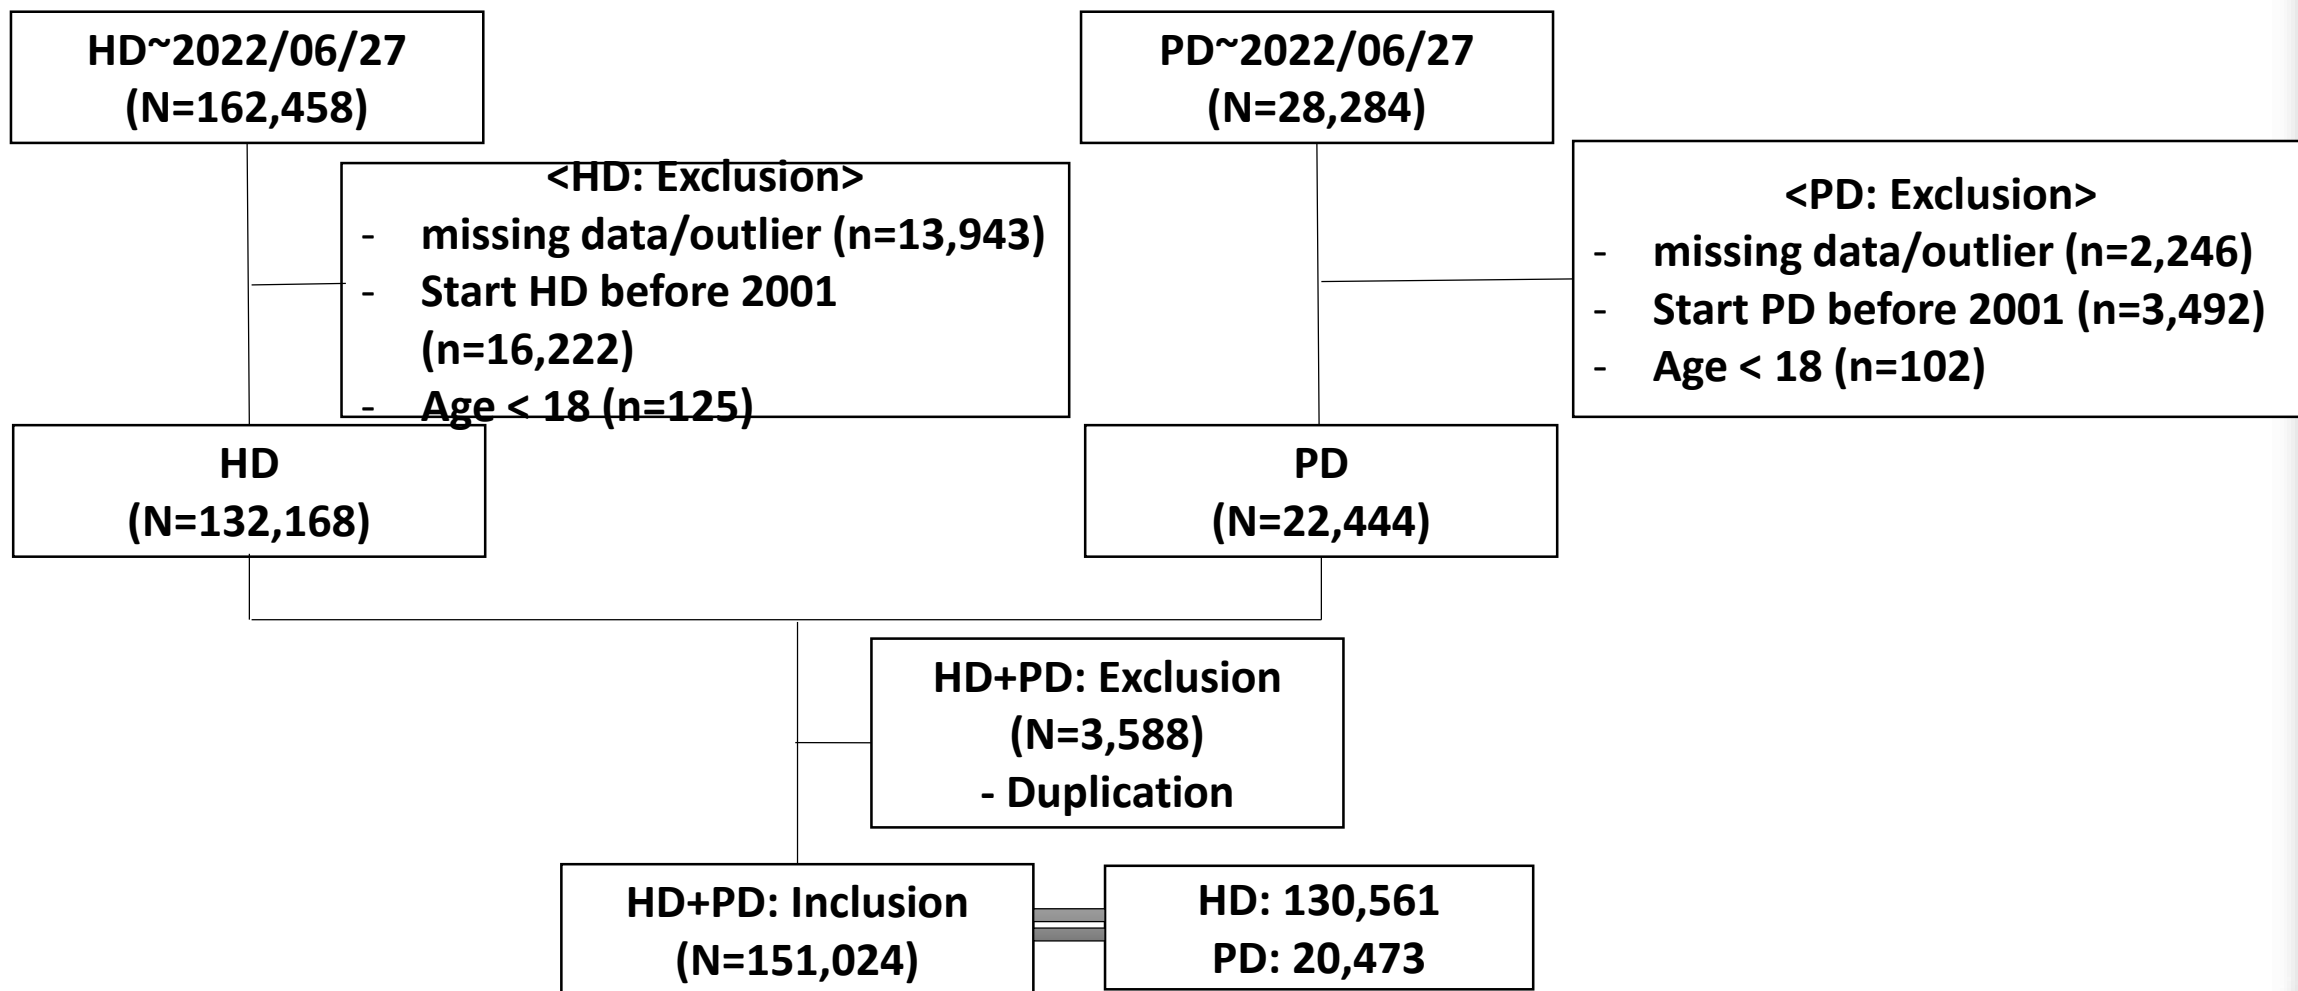 HD~2022/06/27
(N=162,458)
PD~2022/06/27
(N=28,284)
<HD: Exclusion>
- missing data/outlier (n=13,943)
- Start HD before 2001
(n=16,222)
- Age < 18 (n=125)
<PD: Exclusion>
- missing data/outlier (n=2,246)
- Start PD before 2001 (n=3,492)
- Age < 18 (n=102)
HD
(N=132,168)
PD
(N=22,444)
HD+PD: Exclusion
(N=3,588)
- Duplication
HD+PD: Inclusion
(N=151,024)
HD: 130,561
PD: 20,473